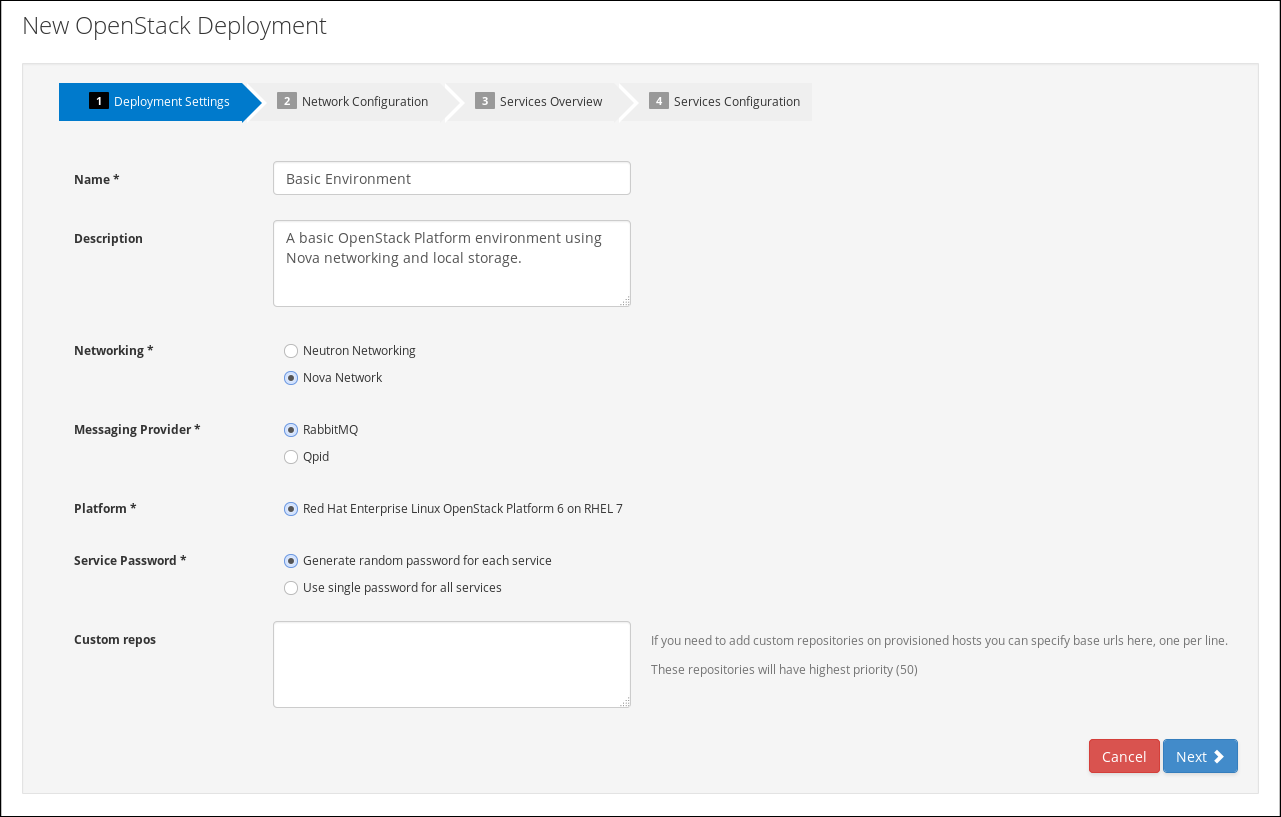 New OpenStack Deployment
1 Deployment Settings
2 Network Configuration
3 Services Overview
4 Services Configuration
Name *
Basic Environment
Description
A basic OpenStack Platform environment using
Nova networking and local storage.
Networking *
Neutron Networking
Nova Network
Messaging Provider *
RabbitMQ
Qpid
Platform *
Red Hat Enterprise Linux OpenStack Platform 6 on RHEL 7
Service Password *
Generate random password for each service
Use single password for all services
Custom repos
If you need to add custom repositories on provisioned hosts you can specify base urls here, one per line.
These repositories will have highest priority (50)
Cancel
Next